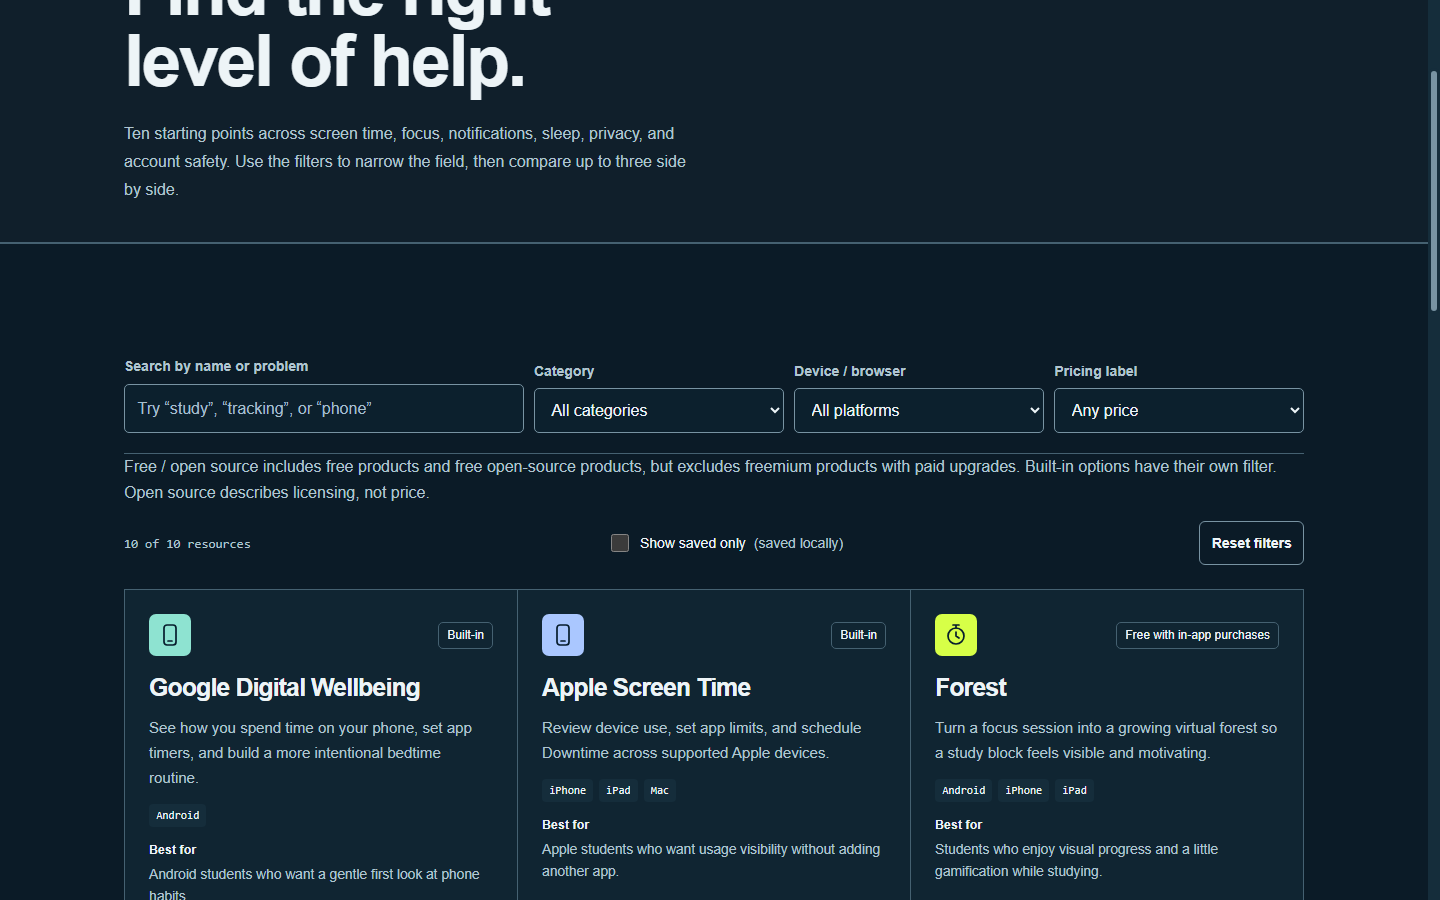 Find the right
level of help.
Ten starting points across screen time, focus, notifications, sleep, privacy, and
account safety. Use the filters to narrow the field, then compare up to three side
by side.
Search by name or problem
Category
Device / browser
Pricing label
Try “study”, “tracking”, or “phone”
All categories
All platforms
Any price
Free / open source includes free products and free open-source products, but excludes freemium products with paid upgrades. Built-in options have their own filter.
Open source describes licensing, not price.
10 of 10 resources
Show saved only (saved locally)
Reset filters
Built-in
Google Digital Wellbeing
See how you spend time on your phone, set app
timers, and build a more intentional bedtime
routine.
Android
Best for
Android students who want a gentle first look at phone
habits.
Built-in
Apple Screen Time
Review device use, set app limits, and schedule
Downtime across supported Apple devices.
iPhone iPad Mac
Best for
Apple students who want usage visibility without adding
another app.
Free with in-app purchases
Forest
Turn a focus session into a growing virtual forest so
a study block feels visible and motivating.
Android iPhone iPad
Best for
Students who enjoy visual progress and a little
gamification while studying.